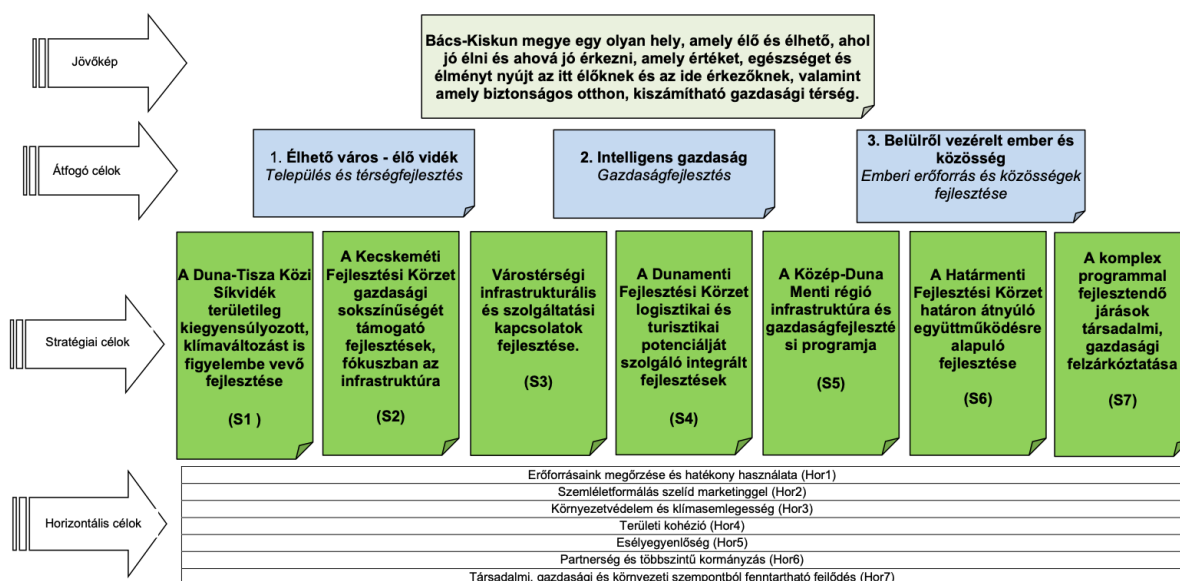 Jövőkép
Bács-Kiskun megye egy olyan hely, amely élő és élhető, ahol
jó élni és ahová jó érkezni, amely értéket, egészséget és
élményt nyújt az itt élőknek és az ide érkezőknek, valamint
amely biztonságos otthon, kiszámítható gazdasági térség.
Átfogó célok
1. Élhető város - élő vidék
Település és térségfejlesztés
2. Intelligens gazdaság
Gazdaságfejlesztés
3. Belülről vezérelt ember és
közösség
Emberi erőforrás és közösségek
fejlesztése
Stratégiai célok
A Duna-Tisza Közi
Síkvidék
területileg
kiegyensúlyozott,
klímaváltozást is
figyelembe vevő
fejlesztése
(S1 )
A Kecskeméti
Fejlesztési Körzet
gazdasági
sokszínűségét
támogató
fejlesztések,
fókuszban az
infrastruktúra
(S2)
Várostérségi
infrastrukturális
és szolgáltatási
kapcsolatok
fejlesztése.
(S3)
A Dunamenti
Fejlesztési Körzet
logisztikai és
turisztikai
potenciálját
szolgáló integrált
fejlesztések
(S4)
A Közép-Duna
Menti régió
infrastruktúra és
gazdaságfejleszté
si programja
(S5)
A Határmenti
Fejlesztési Körzet
határon átnyúló
együttműködésre
alapuló
fejlesztése
(S6)
A komplex
programmal
fejlesztendő
járások
társadalmi,
gazdasági
felzárkóztatása
(S7)
Horizontális célok
Erőforrásaink megőrzése és hatékony használata (Hor1)
Szemléletformálás szelíd marketinggel (Hor2)
Környezetvédelem és klímasemlegesség (Hor3)
Területi kohézió (Hor4)
Esélyegyenlőség (Hor5)
Partnerség és többszintű kormányzás (Hor6)
Társadalmi, gazdasági és környezeti szempontból fenntartható fejlődés (Hor7)